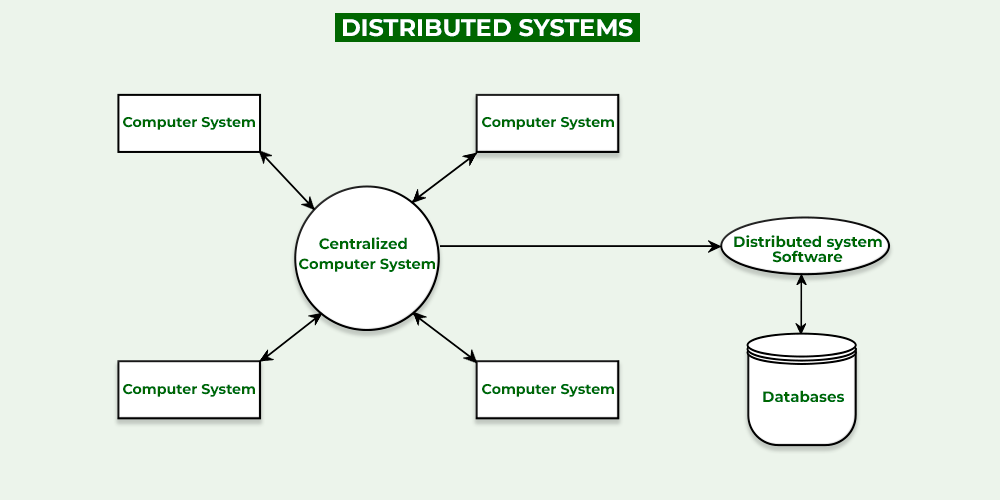 DISTRIBUTED SYSTEMS
Computer System
Computer System
Centralized
Computer System
Distributed system
Software
Computer System
Computer System
Databases